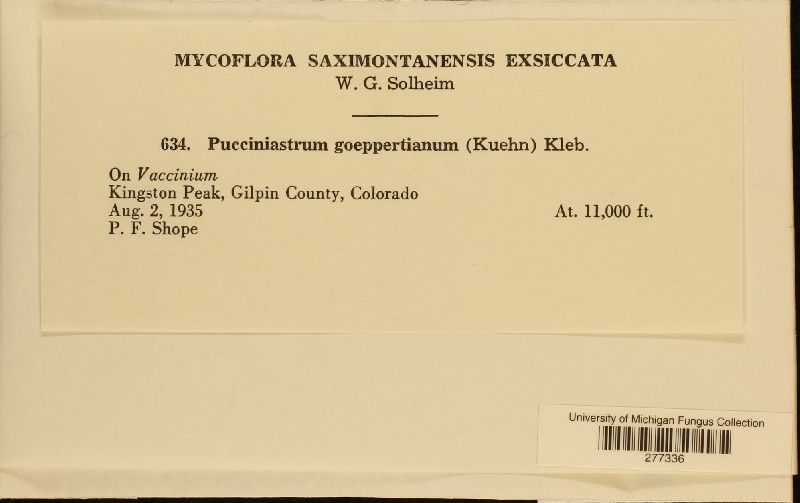 MYCOFLORA SAXIMONTANENSIS EXSICCATA
W. G. Solheim
634. Pucciniastrum goeppertianum (Kuehn) Kleb.
On Vaccinium
Kingston Peak, Gilpin County, Colorado
Aug. 2, 1935 At. 11,000 ft.
P. F. Shope
University of Michigan Fungus Collection
277336